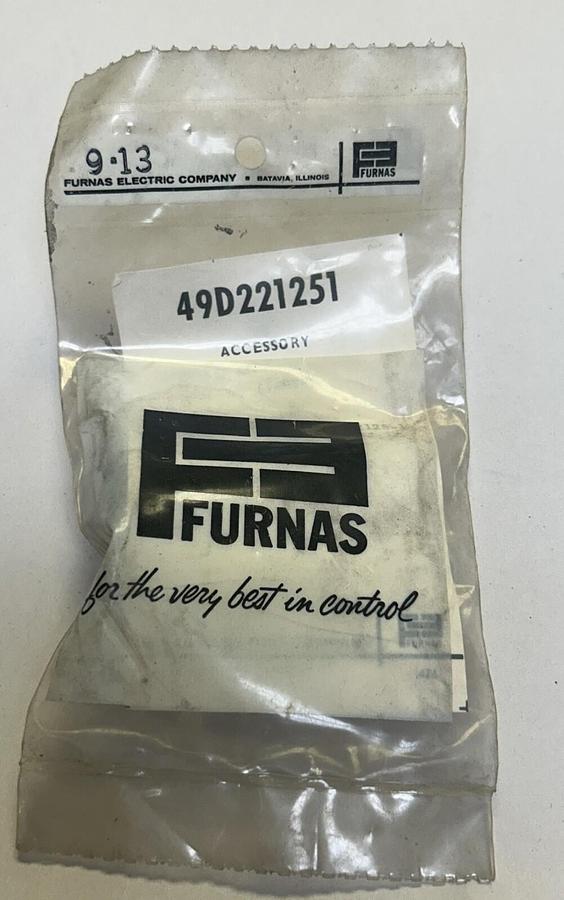 9-13
FURNAS ELECTRIC COMPANY ▪ BATAVIA, ILLINOIS
FURNAS
49D221251
ACCESSORY
FURNAS
for the very best in control